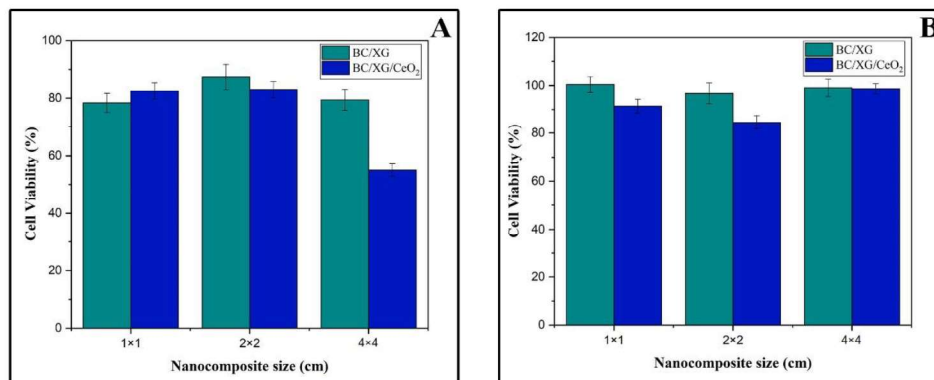 A
BC/XG
BC/XG/CeO₂
100
80
60
40
20
0
Cell Viability (%)
1×1
2×2
4×4
Nanocomposite size (cm)
B
BC/XG
BC/XG/CeO₂
120
100
80
60
40
20
0
Cell Viability (%)
1×1
2×2
4×4
Nanocomposite size (cm)